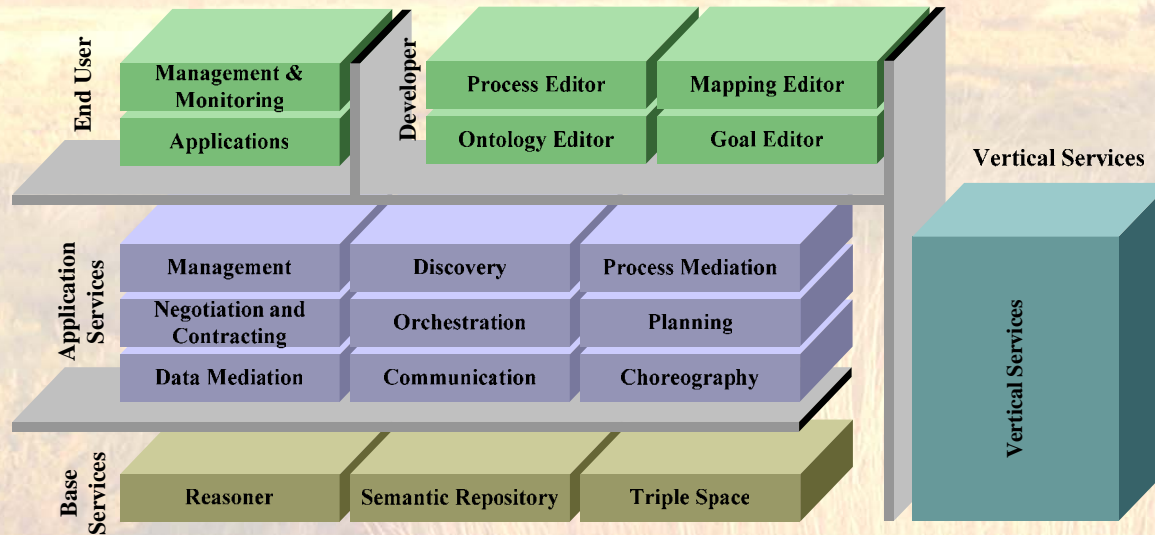 End User
Management &
Monitoring
Applications
Developer
Process Editor
Mapping Editor
Ontology Editor
Goal Editor
Vertical Services
Application
Services
Management
Discovery
Process Mediation
Negotiation and
Contracting
Orchestration
Planning
Data Mediation
Communication
Choreography
Vertical Services
Base
Services
Reasoner
Semantic Repository
Triple Space